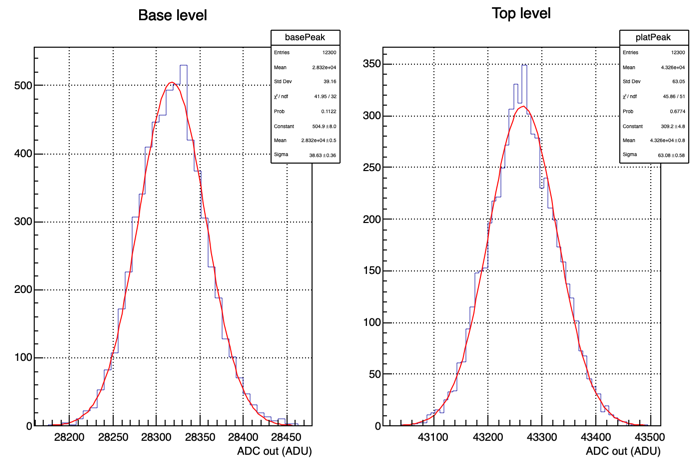 Base level
basePeak
Entries 12300
Mean 2.832e+04
Std Dev 39.16
χ² / ndf 41.95 / 32
Prob 0.1122
Constant 504.9 ± 8.0
Mean 2.832e+04 ± 0.5
Sigma 38.63 ± 0.36
500
400
300
200
100
0
28200 28250 28300 28350 28400 28450
ADC out (ADU)
Top level
platPeak
Entries 12300
Mean 4.326e+04
Std Dev 63.05
χ² / ndf 45.86 / 51
Prob 0.6774
Constant 309.2 ± 4.8
Mean 4.326e+04 ± 0.8
Sigma 63.08 ± 0.58
350
300
250
200
150
100
50
0
43100 43200 43300 43400 43500
ADC out (ADU)